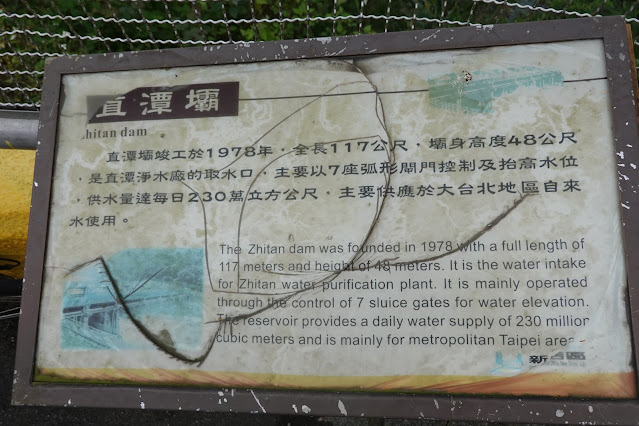 直潭壩
Zhitan dam
直潭壩竣工於1978年，全長117公尺，壩身高度48公尺
，是直潭淨水廠的取水口，主要以7座弧形閘門控制及抬高水位
，供水量達每日230萬立方公尺，主要供應於大台北地區自來
水使用。
The Zhitan dam was founded in 1978 with a full length of
117 meters and height of 48 meters. It is the water intake
for Zhitan water purification plant. It is mainly operated
through the control of 7 sluice gates for water elevation.
The reservoir provides a daily water supply of 230 million
cubic meters and is mainly for metropolitan Taipei area
新 區